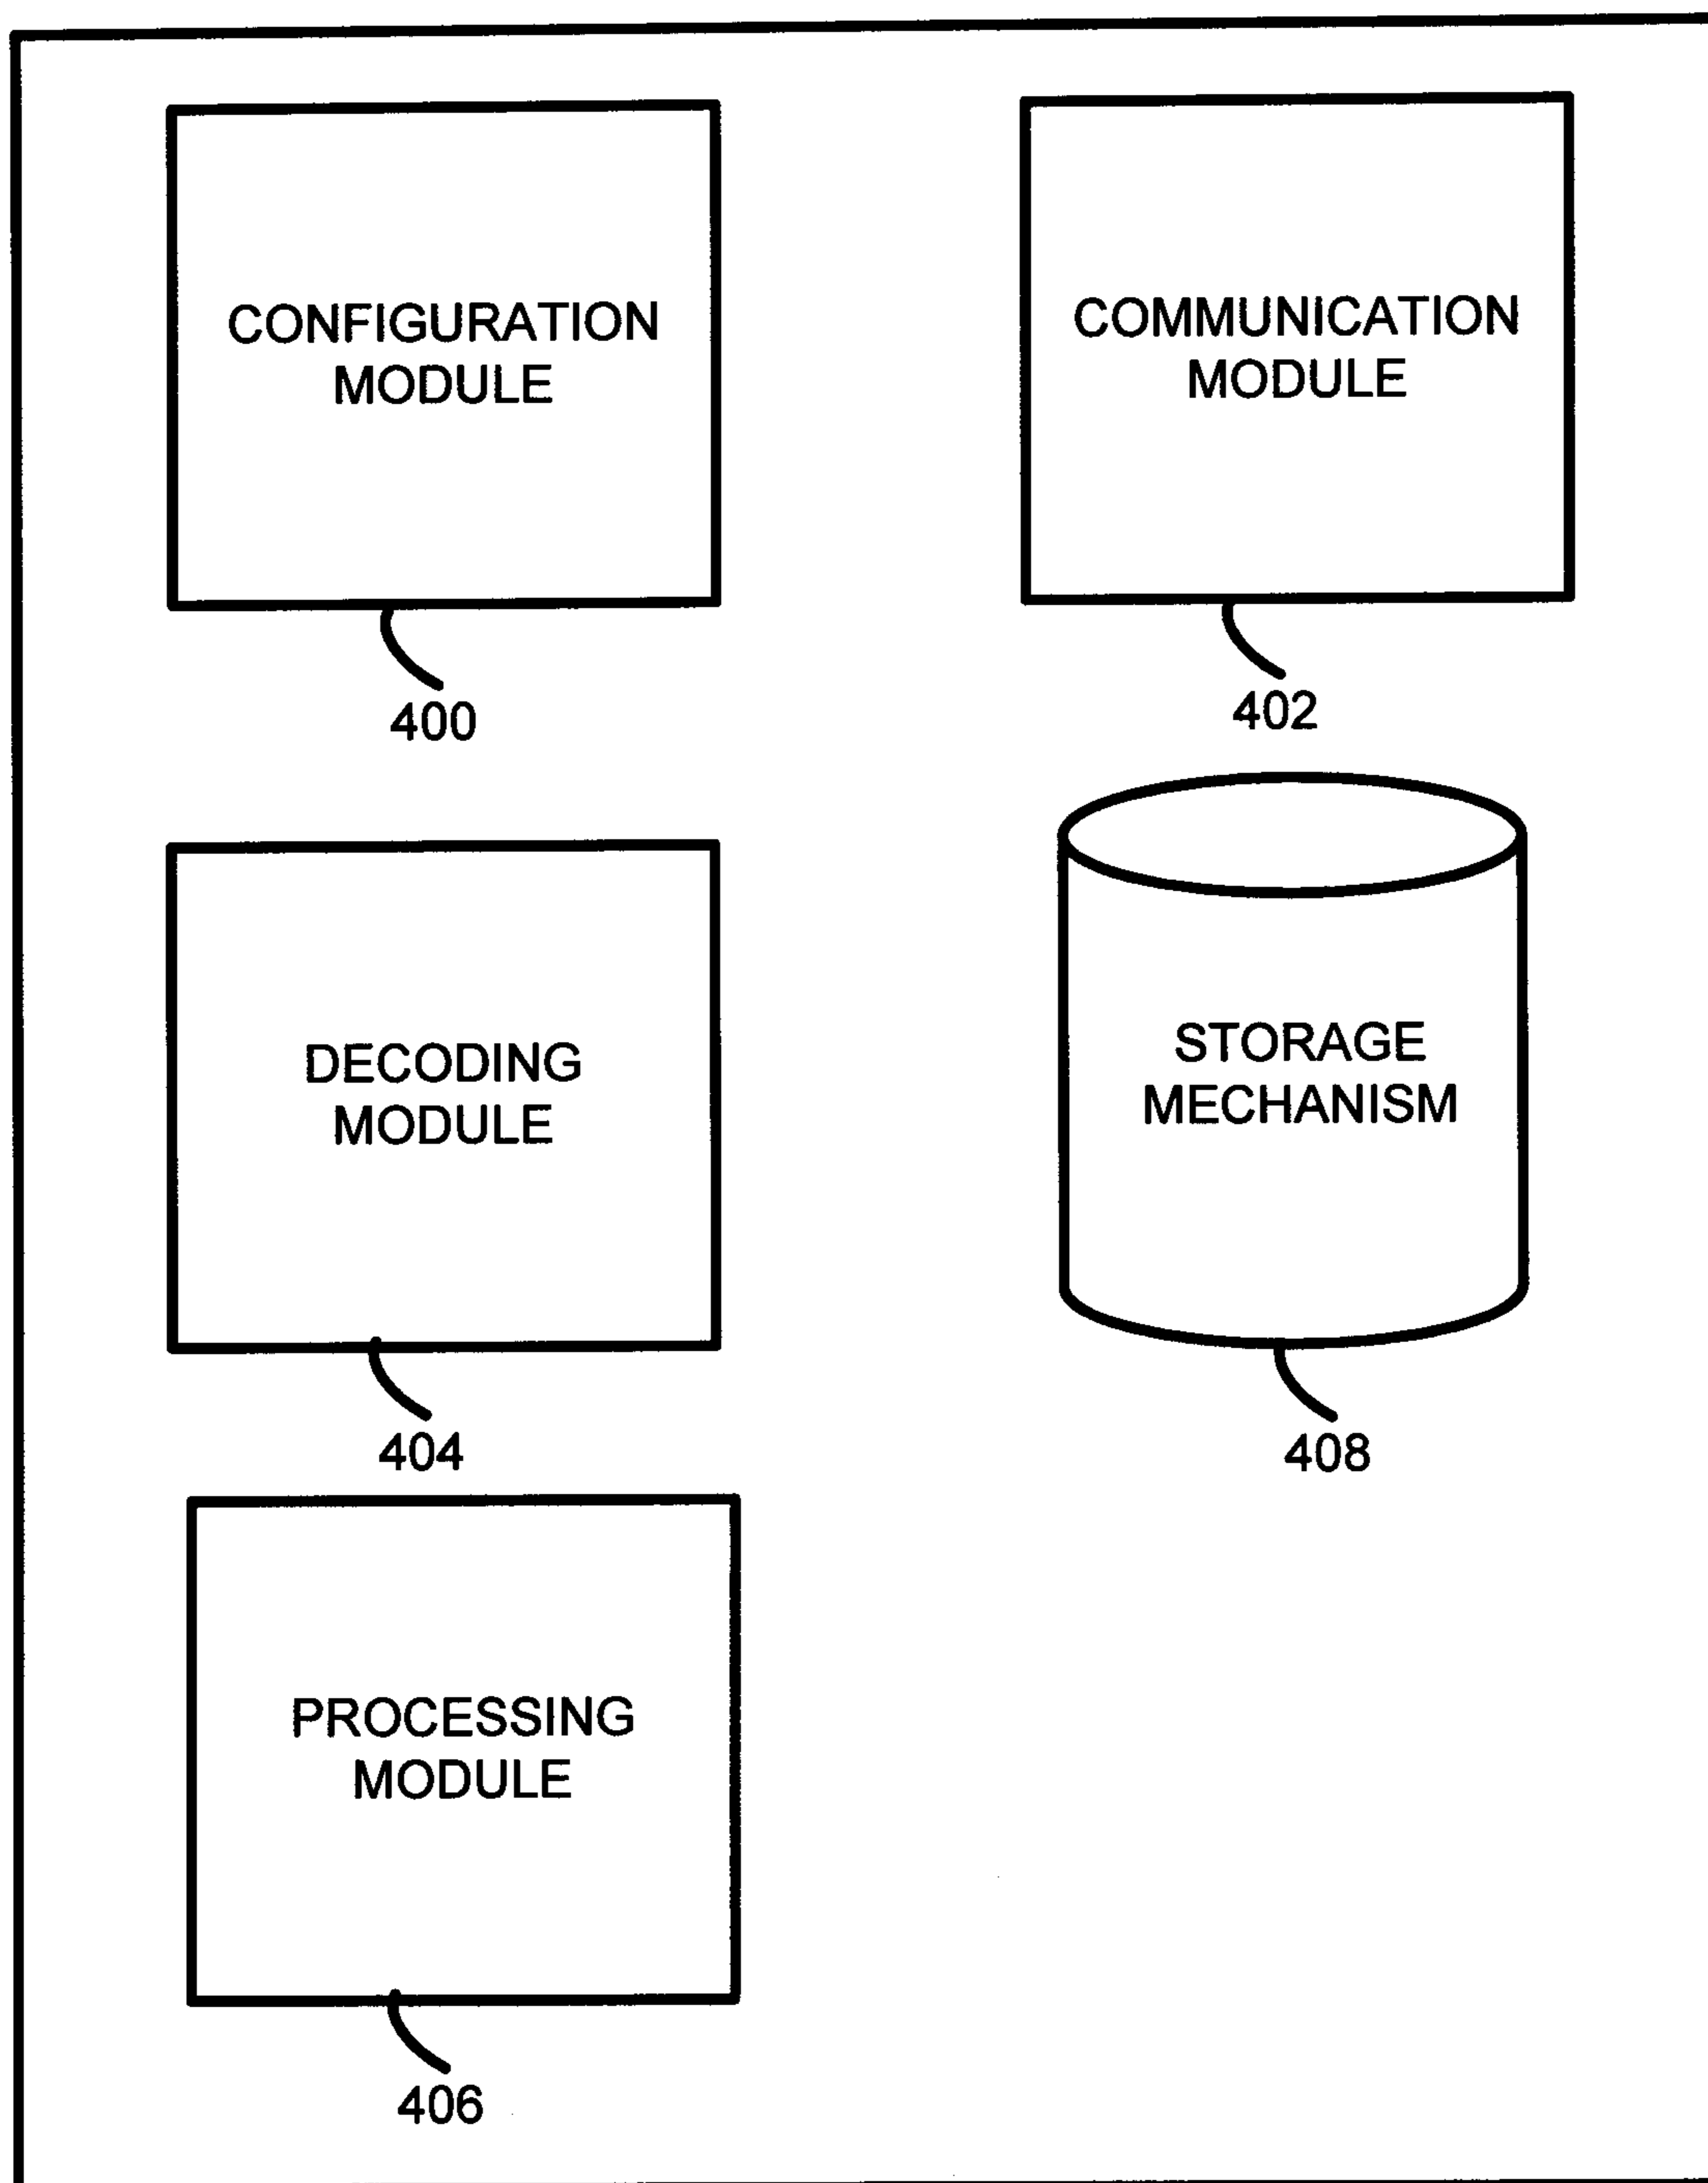 CONFIGURATION
MODULE
400
COMMUNICATION
MODULE
402
DECODING
MODULE
404
STORAGE
MECHANISM
408
PROCESSING
MODULE
406